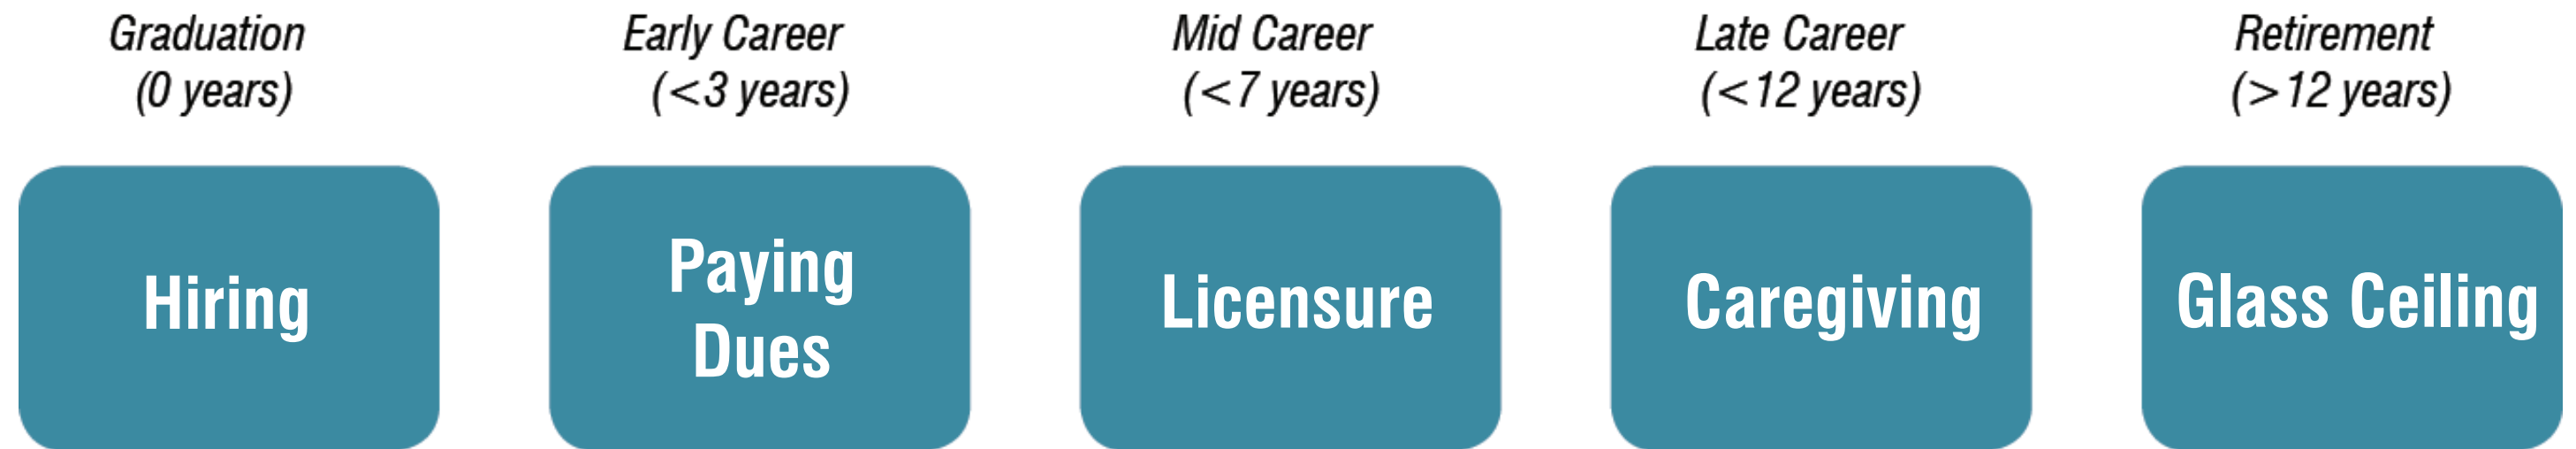 Graduation
(0 years)
Early Career
(<3 years)
Mid Career
(<7 years)
Late Career
(<12 years)
Retirement
(>12 years)
Hiring
Paying
Dues
Licensure
Caregiving
Glass Ceiling